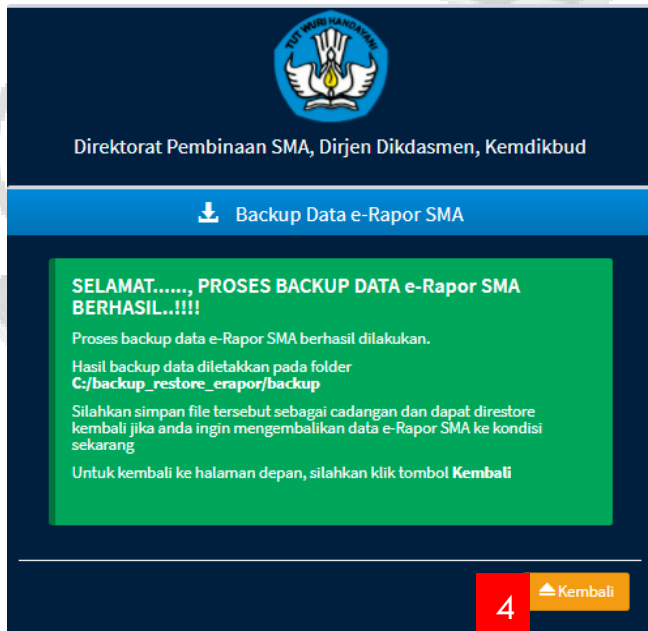 TUT WURI HANDAYANI
Direktorat Pembinaan SMA, Dirjen Dikdasmen, Kemdikbud
Backup Data e-Rapor SMA
SELAMAT......, PROSES BACKUP DATA e-Rapor SMA
BERHASIL..!!!!
Proses backup data e-Rapor SMA berhasil dilakukan.
Hasil backup data diletakkan pada folder
C:/backup_restore_erapor/backup
Silahkan simpan file tersebut sebagai cadangan dan dapat direstore
kembali jika anda ingin mengembalikan data e-Rapor SMA ke kondisi
sekarang
Untuk kembali ke halaman depan, silahkan klik tombol Kembali
4
Kembali